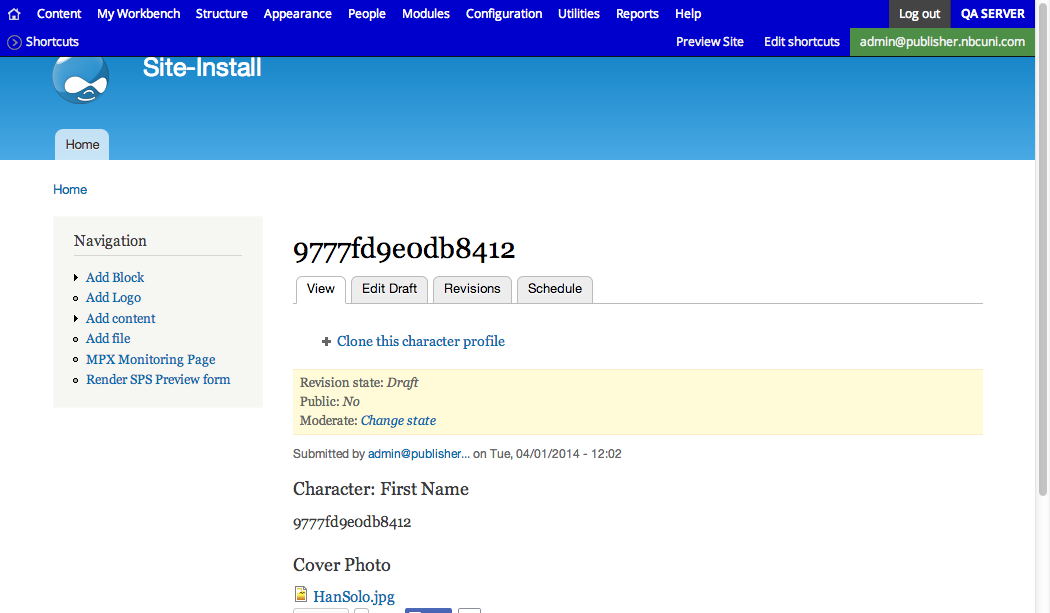 Content My Workbench Structure Appearance People Modules Configuration Utilities Reports Help Log out QA SERVER
Shortcuts Preview Site Edit shortcuts admin@publisher.nbcuni.com
Site-Install
Home
Home
Navigation
Add Block
Add Logo
Add content
Add file
MPX Monitoring Page
Render SPS Preview form
9777fd9e0db8412
View Edit Draft Revisions Schedule
Clone this character profile
Revision state: Draft
Public: No
Moderate: Change state
Submitted by admin@publisher... on Tue, 04/01/2014 - 12:02
Character: First Name
9777fd9e0db8412
Cover Photo
HanSolo.jpg